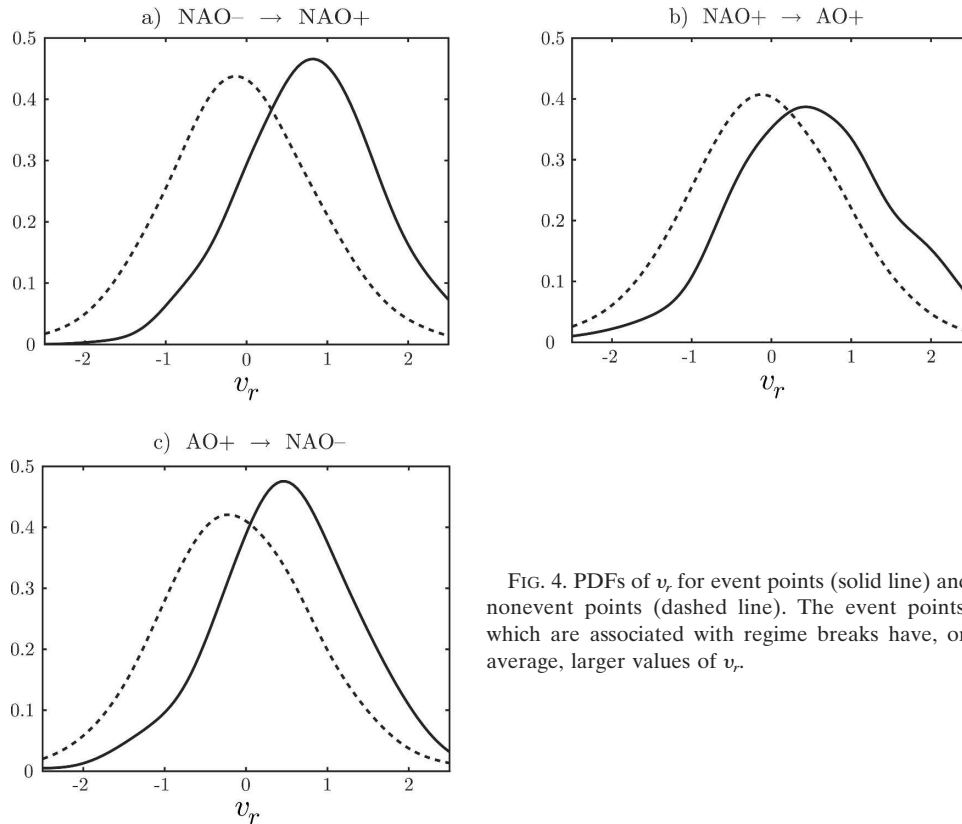 a) NAO– → NAO+
0.5
0.4
0.3
0.2
0.1
0
-2 -1 0 1 2
v_r
b) NAO+ → AO+
0.5
0.4
0.3
0.2
0.1
0
-2 -1 0 1 2
v_r
c) AO+ → NAO–
0.5
0.4
0.3
0.2
0.1
0
-2 -1 0 1 2
v_r
FIG. 4. PDFs of v_r for event points (solid line) and
nonevent points (dashed line). The event points
which are associated with regime breaks have, on
average, larger values of v_r.